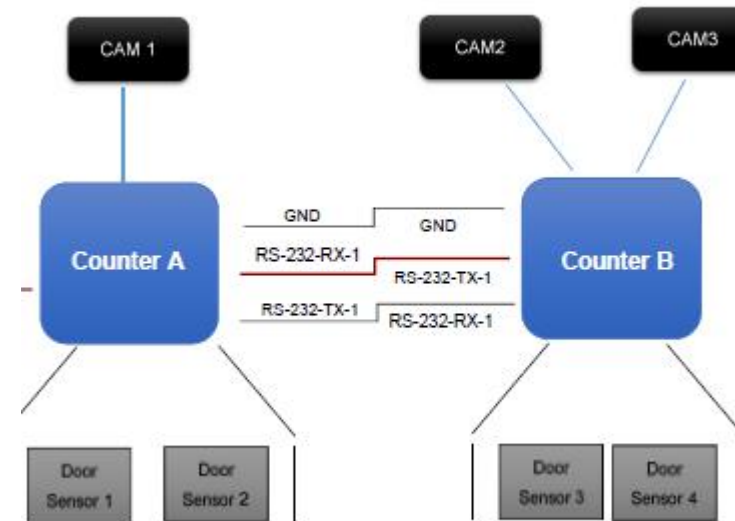 CAM 1
CAM2
CAM3
Counter A
GND
GND
RS-232-RX-1
RS-232-TX-1
RS-232-TX-1
RS-232-RX-1
Counter B
Door
Sensor 1
Door
Sensor 2
Door
Sensor 3
Door
Sensor 4